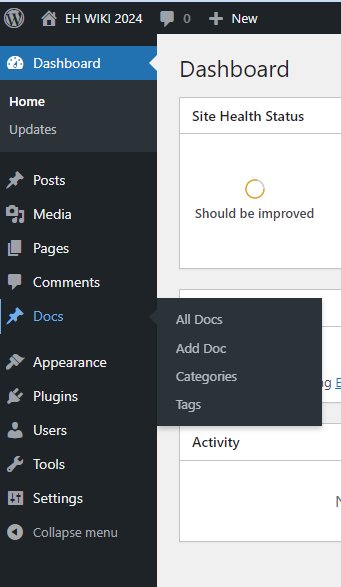 EH WIKI 2024 0 New
Dashboard
Home
Updates
Posts
Media
Pages
Comments
Docs
All Docs
Add Doc
Categories
Tags
Appearance
Plugins
Users
Tools
Settings
Collapse menu
Dashboard
Site Health Status
Should be improved
Activity